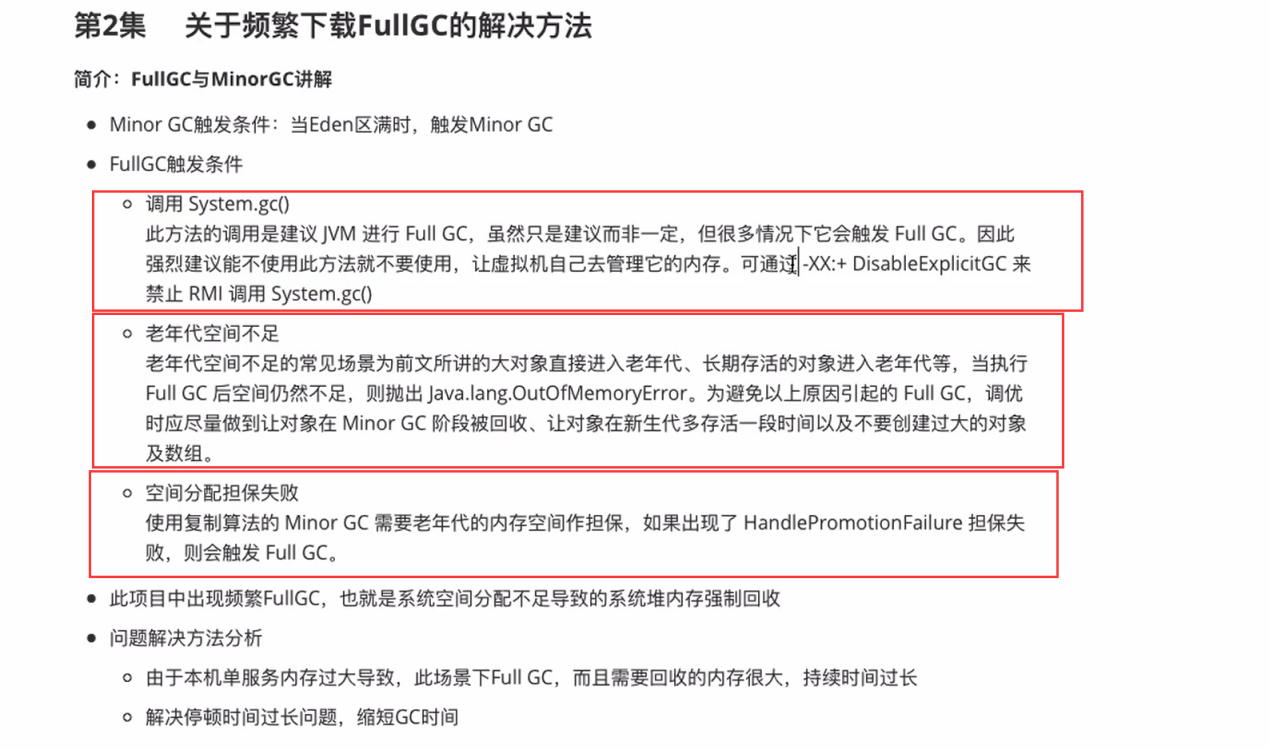 第2集 关于频繁下载FullGC的解决方法
简介：FullGC与MinorGC讲解
Minor GC触发条件：当Eden区满时，触发Minor GC
FullGC触发条件
调用 System.gc()
此方法的调用是建议 JVM 进行 Full GC，虽然只是建议而非一定，但很多情况下它会触发 Full GC。因此
强烈建议能不使用此方法就不要使用，让虚拟机自己去管理它的内存。可通过 -XX:+ DisableExplicitGC 来
禁止 RMI 调用 System.gc()
老年代空间不足
老年代空间不足的常见场景为前文所讲的大对象直接进入老年代、长期存活的对象进入老年代等，当执行
Full GC 后空间仍然不足，则抛出 Java.lang.OutOfMemoryError。为避免以上原因引起的 Full GC，调优
时应尽量做到让对象在 Minor GC 阶段被回收、让对象在新生代多存活一段时间以及不要创建过大的对象
及数组。
空间分配担保失败
使用复制算法的 Minor GC 需要老年代的内存空间作担保，如果出现了 HandlePromotionFailure 担保失
败，则会触发 Full GC。
此项目中出现频繁FullGC，也就是系统空间分配不足导致的系统堆内存强制回收
问题解决方法分析
由于本机单服务内存过大导致，此场景下Full GC，而且需要回收的内存很大，持续时间过长
解决停顿时间过长问题，缩短GC时间